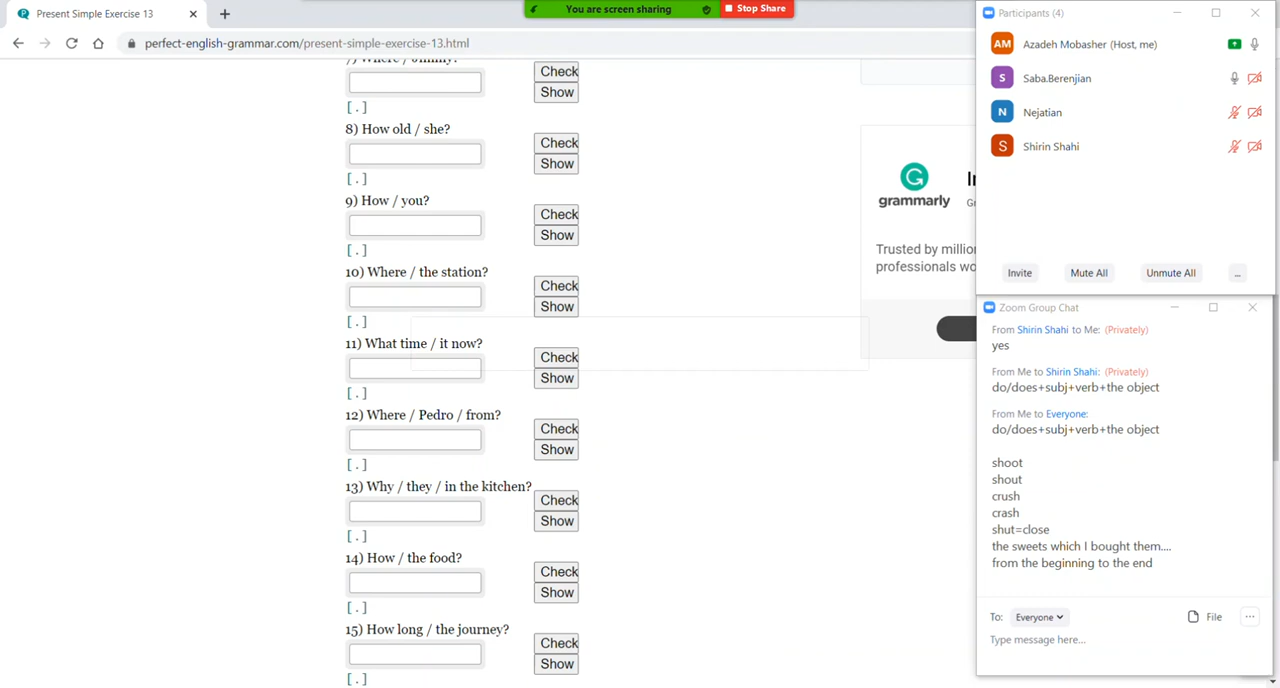 Present Simple Exercise 13
You are screen sharing
Stop Share
perfect-english-grammar.com/present-simple-exercise-13.html
7) Where / Jimmy?
Check
Show
[ . ]
8) How old / she?
Check
Show
[ . ]
9) How / you?
Check
Show
[ . ]
10) Where / the station?
Check
Show
[ . ]
11) What time / it now?
Check
Show
[ . ]
12) Where / Pedro / from?
Check
Show
[ . ]
13) Why / they / in the kitchen?
Check
Show
[ . ]
14) How / the food?
Check
Show
[ . ]
15) How long / the journey?
Check
Show
[ . ]
grammarly
Trusted by million
professionals wo
Participants (4)
AM Azadeh Mobasher (Host, me)
S Saba.Berenjian
N Nejatian
S Shirin Shahi
Invite Mute All Unmute All ...
Zoom Group Chat
From Shirin Shahi to Me: (Privately)
yes
From Me to Shirin Shahi: (Privately)
do/does+subj+verb+the object
From Me to Everyone:
do/does+subj+verb+the object
shoot
shout
crush
crash
shut=close
the sweets which I bought them....
from the beginning to the end
To: Everyone File ...
Type message here...